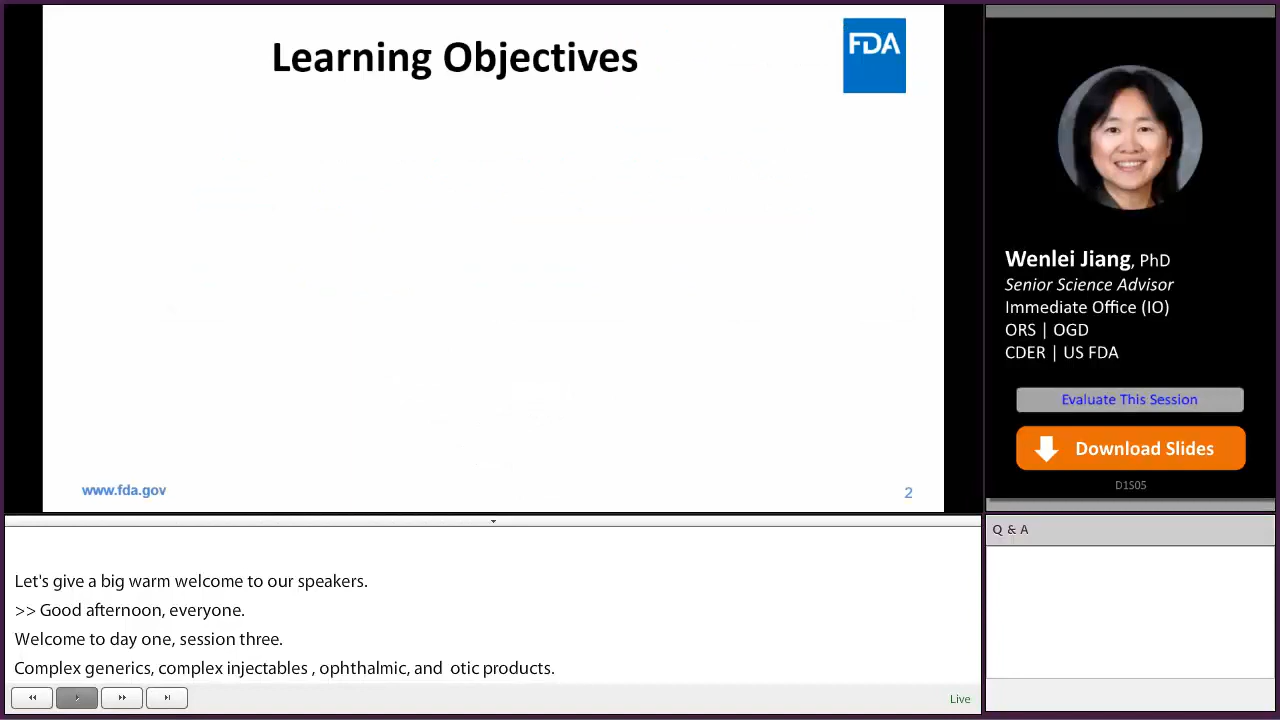 Learning Objectives
FDA
www.fda.gov
2
Wenlei Jiang, PhD
Senior Science Advisor
Immediate Office (IO)
ORS | OGD
CDER | US FDA
Evaluate This Session
Download Slides
D1S05
Let's give a big warm welcome to our speakers.
>> Good afternoon, everyone.
Welcome to day one, session three.
Complex generics, complex injectables , ophthalmic, and  otic products.
Live
Q & A